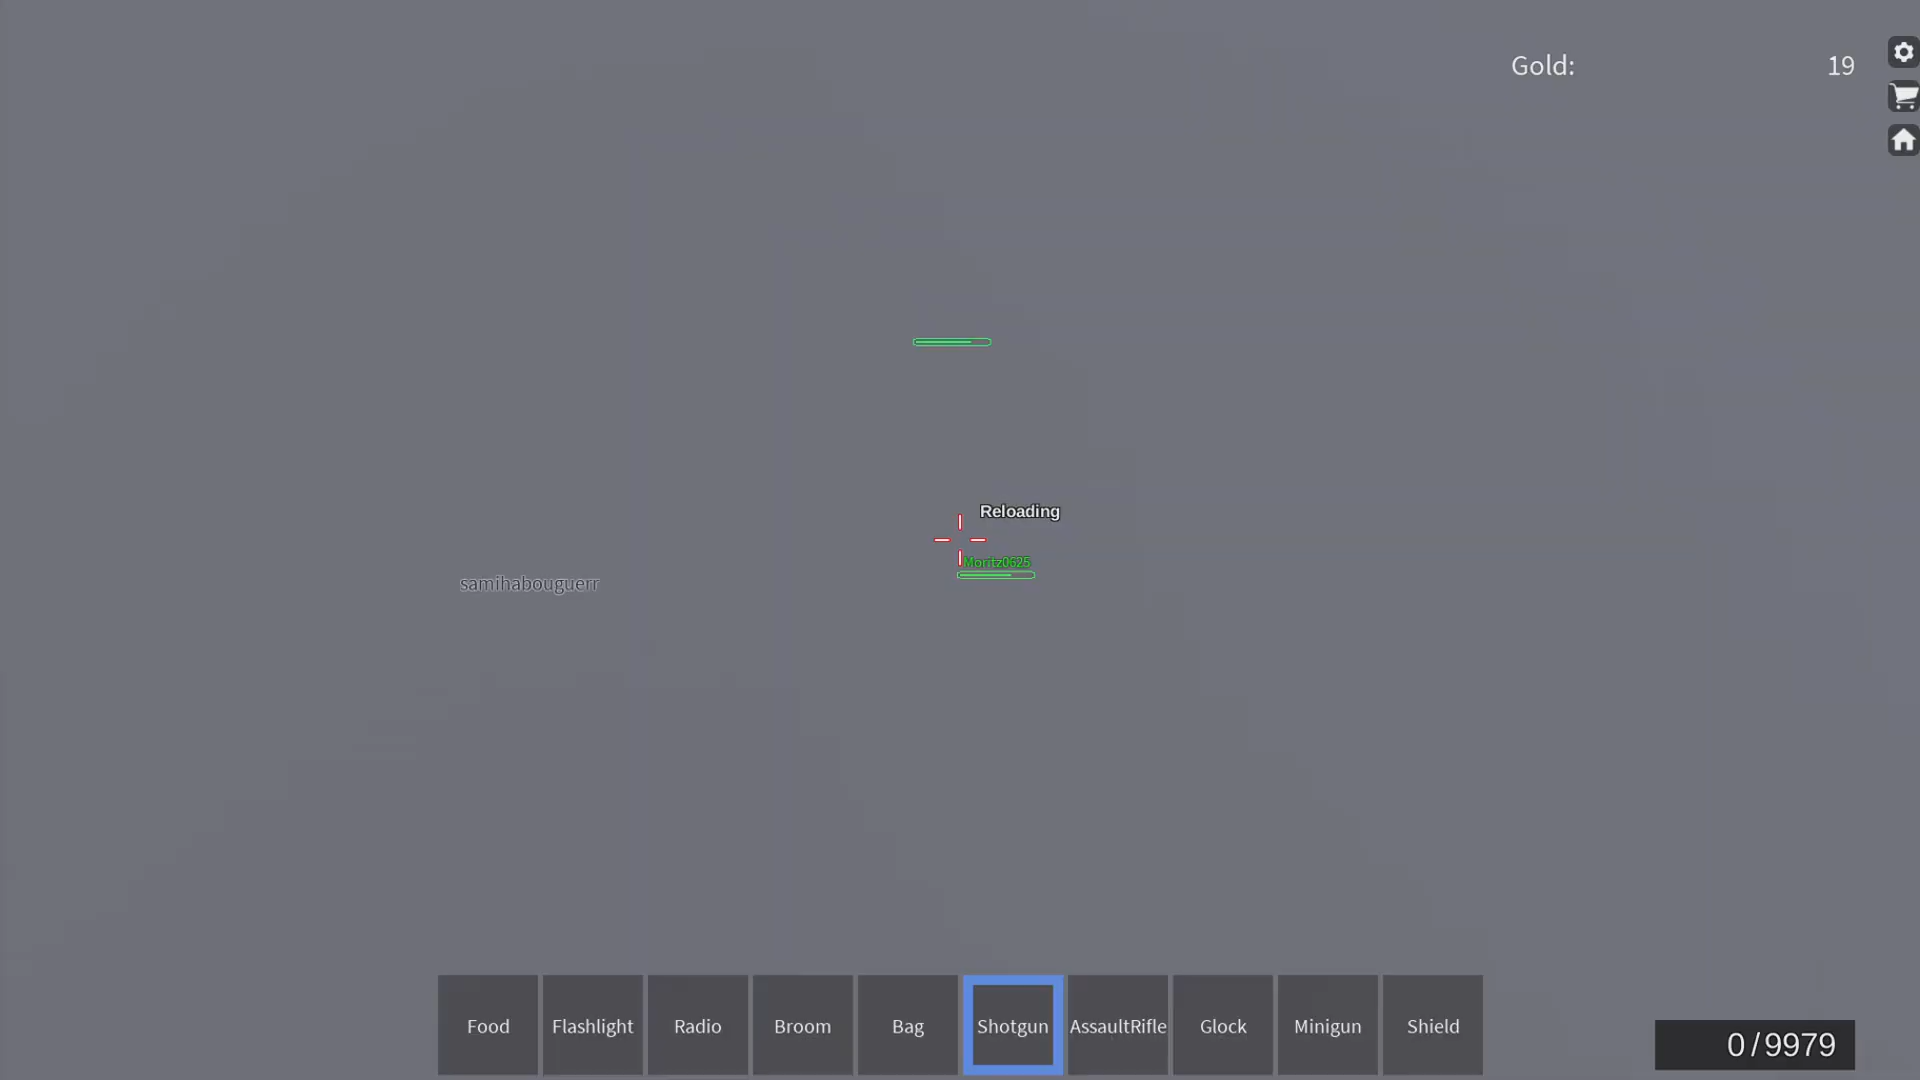 Gold: 19
Reloading
Moritz0625
samihabouguerr
Food Flashlight Radio Broom Bag Shotgun AssaultRifle Glock Minigun Shield
0/9979